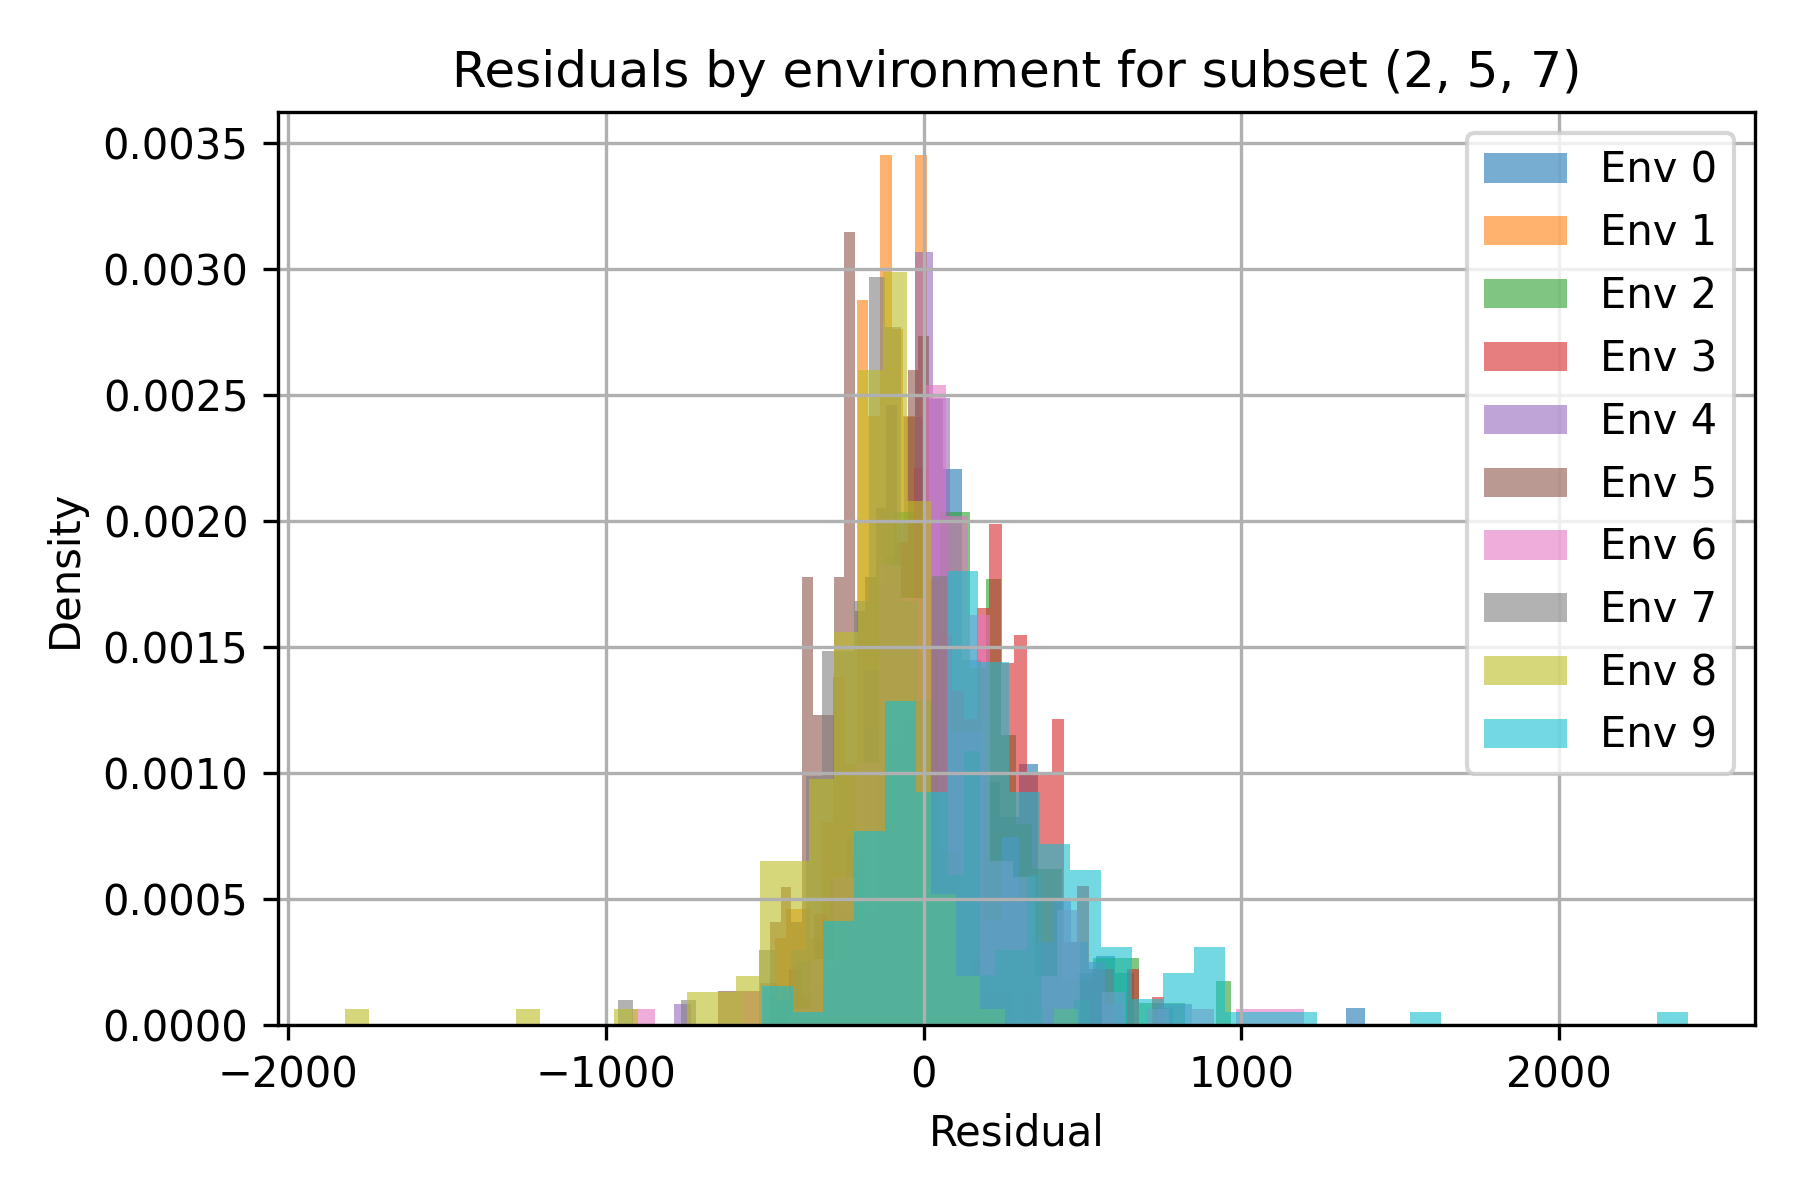 Residuals by environment for subset (2, 5, 7)
0.0035
0.0030
0.0025
0.0020
0.0015
0.0010
0.0005
0.0000
Density
−2000
−1000
0
1000
2000
Residual
Env 0
Env 1
Env 2
Env 3
Env 4
Env 5
Env 6
Env 7
Env 8
Env 9